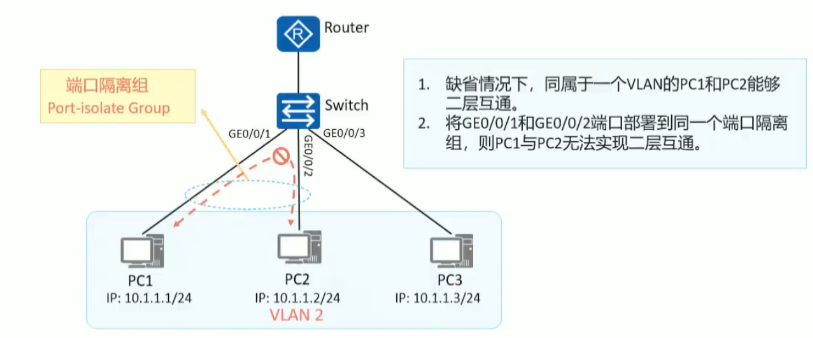 Router
端口隔离组
Port-isolate Group
Switch
GE0/0/1
GE0/0/2
GE0/0/3
1. 缺省情况下，同属于一个VLAN的PC1和PC2能够
二层互通。
2. 将GE0/0/1和GE0/0/2端口部署到同一个端口隔离
组，则PC1与PC2无法实现二层互通。
PC1
IP: 10.1.1.1/24
PC2
IP: 10.1.1.2/24
PC3
IP: 10.1.1.3/24
VLAN 2